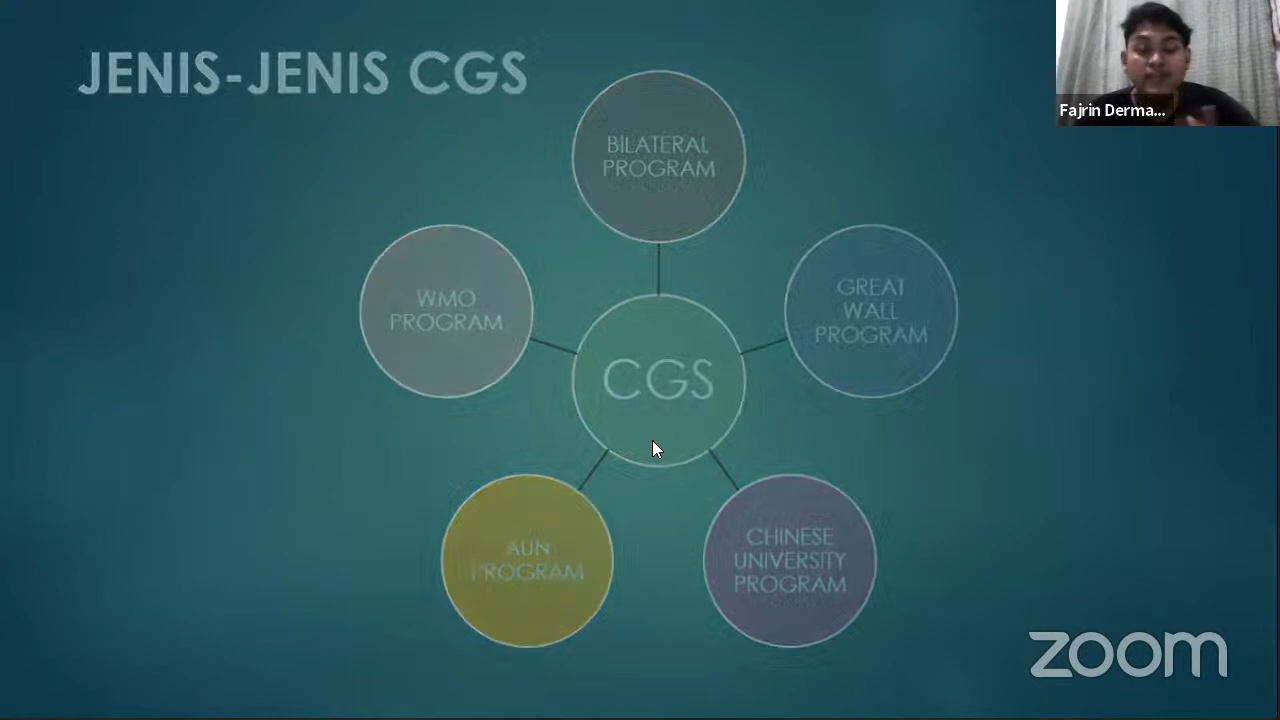 JENIS-JENIS CGS
Fajrin Derma...
BILATERAL
PROGRAM
GREAT
WALL
PROGRAM
WMO
PROGRAM
CGS
AUN
PROGRAM
CHINESE
UNIVERSITY
PROGRAM
zoom